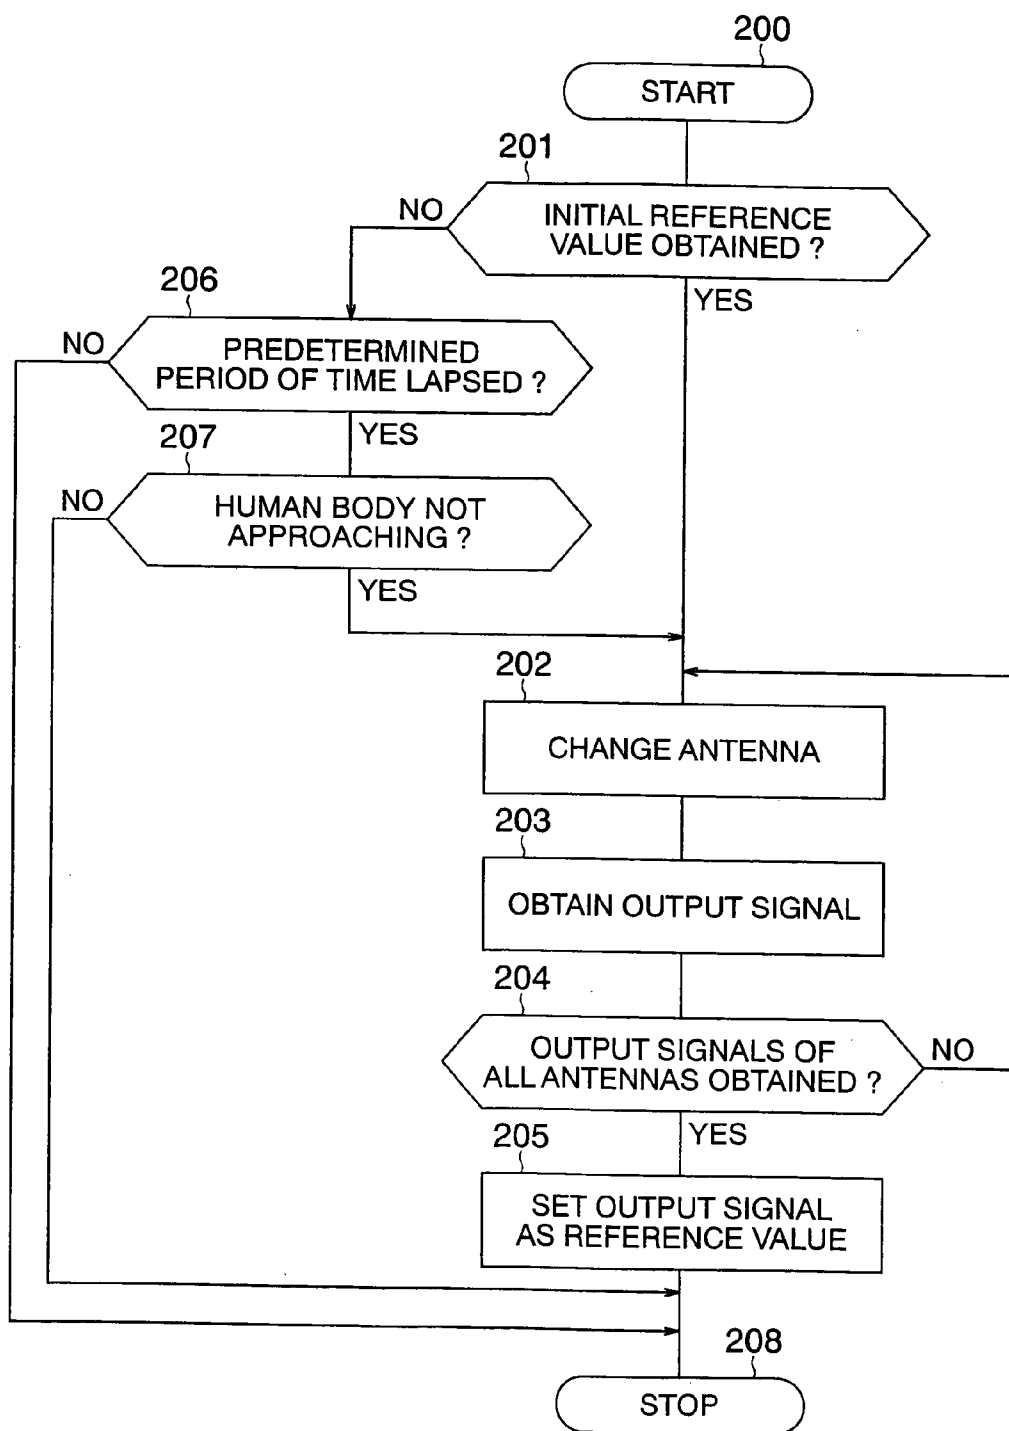 200
START
201
NO
INITIAL REFERENCE
VALUE OBTAINED ?
YES
206
NO
PREDETERMINED
PERIOD OF TIME LAPSED ?
YES
207
NO
HUMAN BODY NOT
APPROACHING ?
YES
202
CHANGE ANTENNA
203
OBTAIN OUTPUT SIGNAL
204
OUTPUT SIGNALS OF
ALL ANTENNAS OBTAINED ?
NO
YES
205
SET OUTPUT SIGNAL
AS REFERENCE VALUE
208
STOP